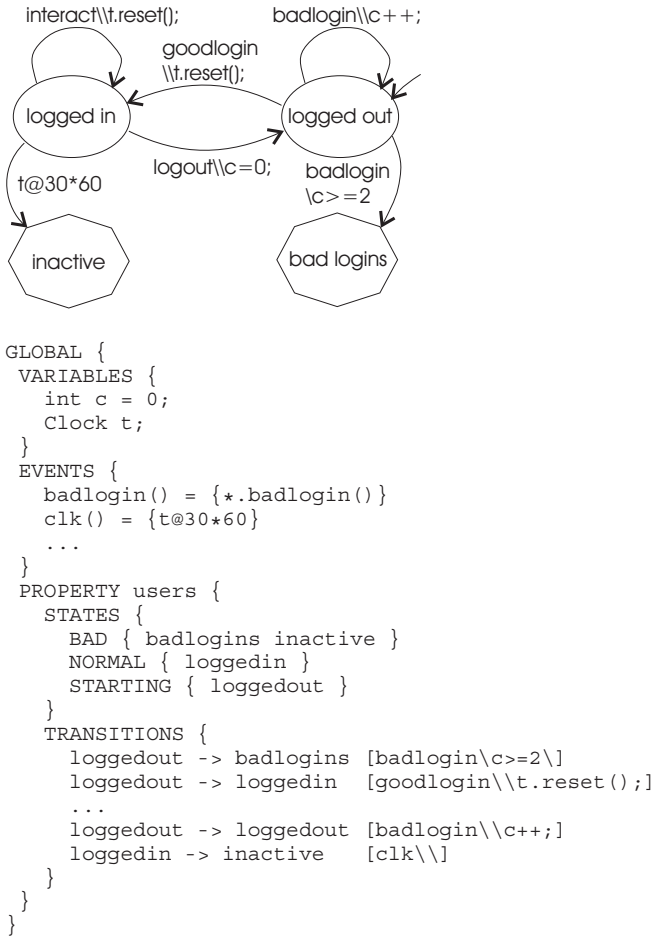 interact\\t.reset();
badlogin\\c++;
goodlogin
\\t.reset();
logged in
logged out
logout\\c=0;
badlogin
\c>=2
t@30*60
inactive
bad logins
GLOBAL {
VARIABLES {
int c = 0;
Clock t;
}
EVENTS {
badlogin() = {*.badlogin()}
clk() = {t@30*60}
...
}
PROPERTY users {
STATES {
BAD { badlogins inactive }
NORMAL { loggedin }
STARTING { loggedout }
}
TRANSITIONS {
loggedout -> badlogins [badlogin\c>=2\]
loggedout -> loggedin [goodlogin\\t.reset();]
...
loggedout -> loggedout [badlogin\\c++;]
loggedin -> inactive [clk\\]
}
}
}